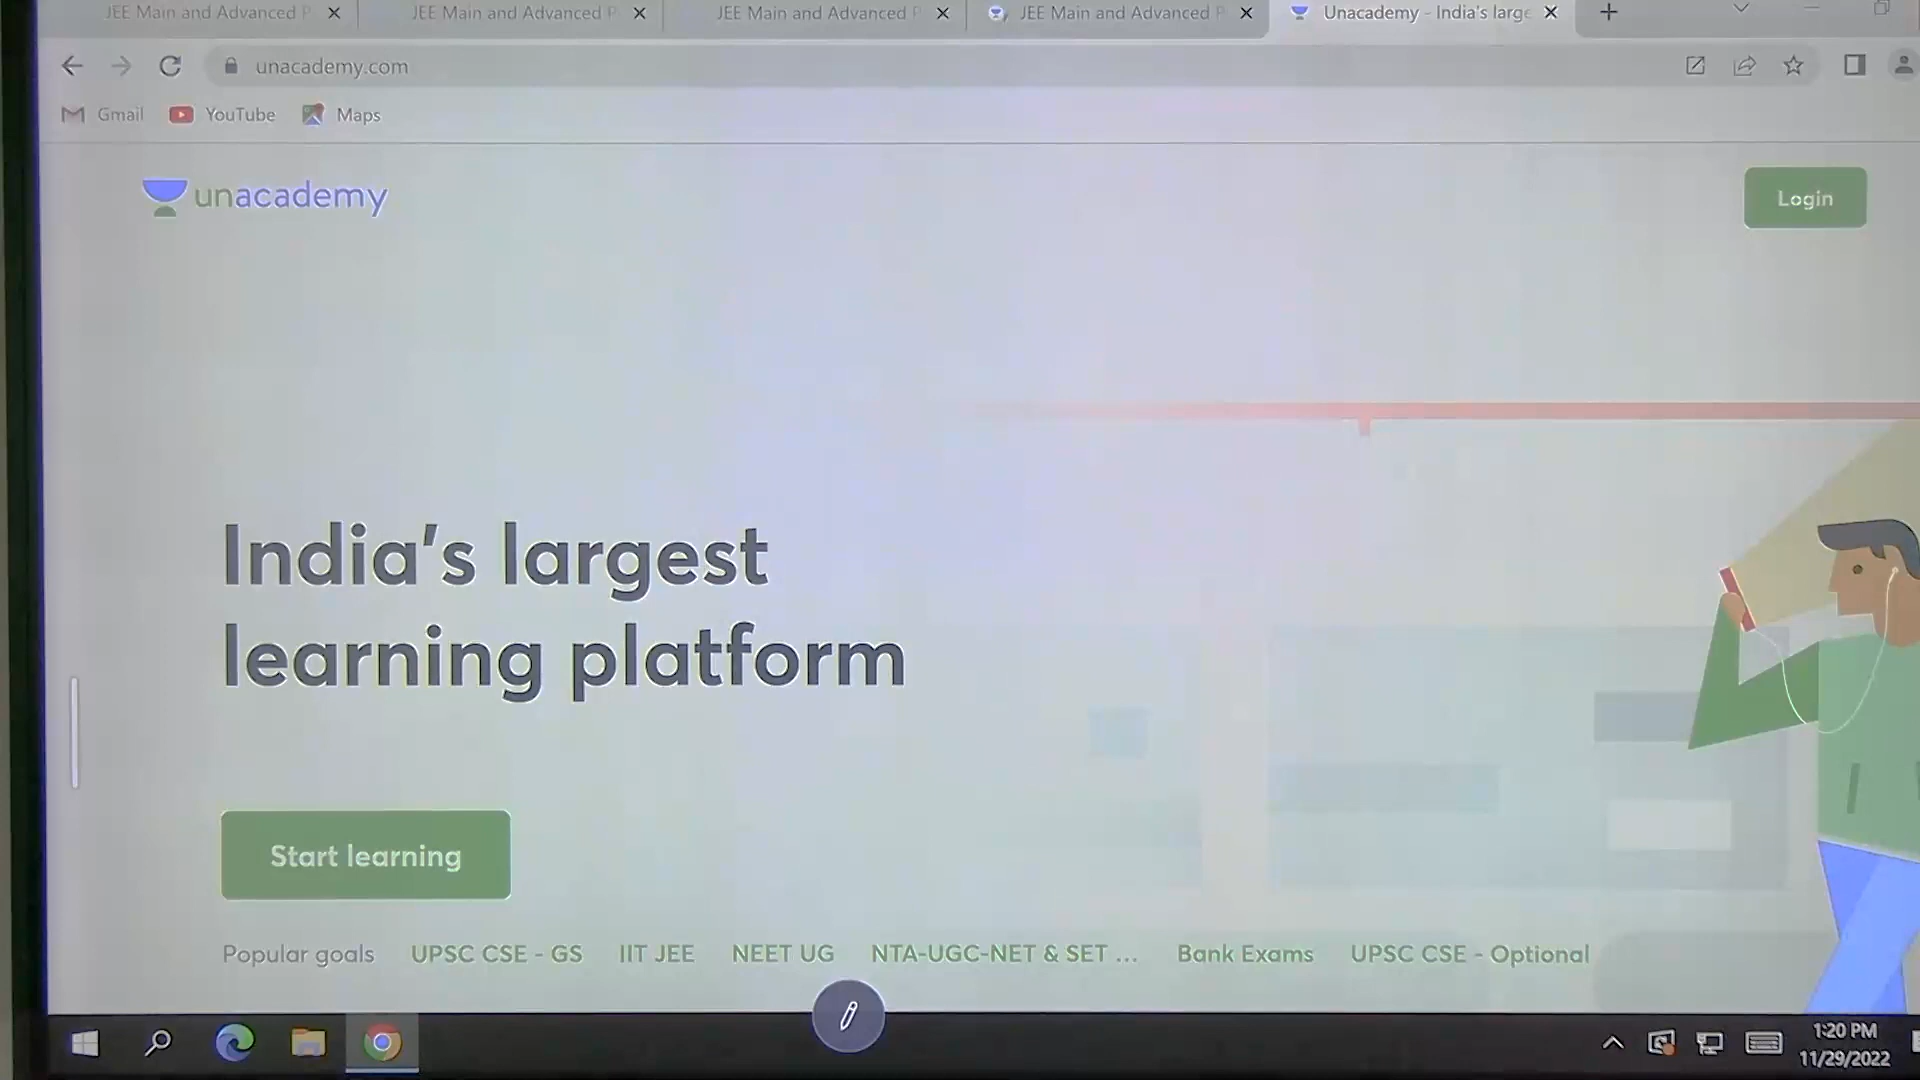 JEE Main and Advanced P
JEE Main and Advanced P
JEE Main and Advanced P
JEE Main and Advanced P
Unacademy - India's large
unacademy.com
Gmail
YouTube
Maps
unacademy
Login
India's largest
learning platform
Start learning
Popular goals
UPSC CSE - GS
IIT JEE
NEET UG
NTA-UGC-NET & SET ...
Bank Exams
UPSC CSE - Optional
1:20 PM
11/29/2022